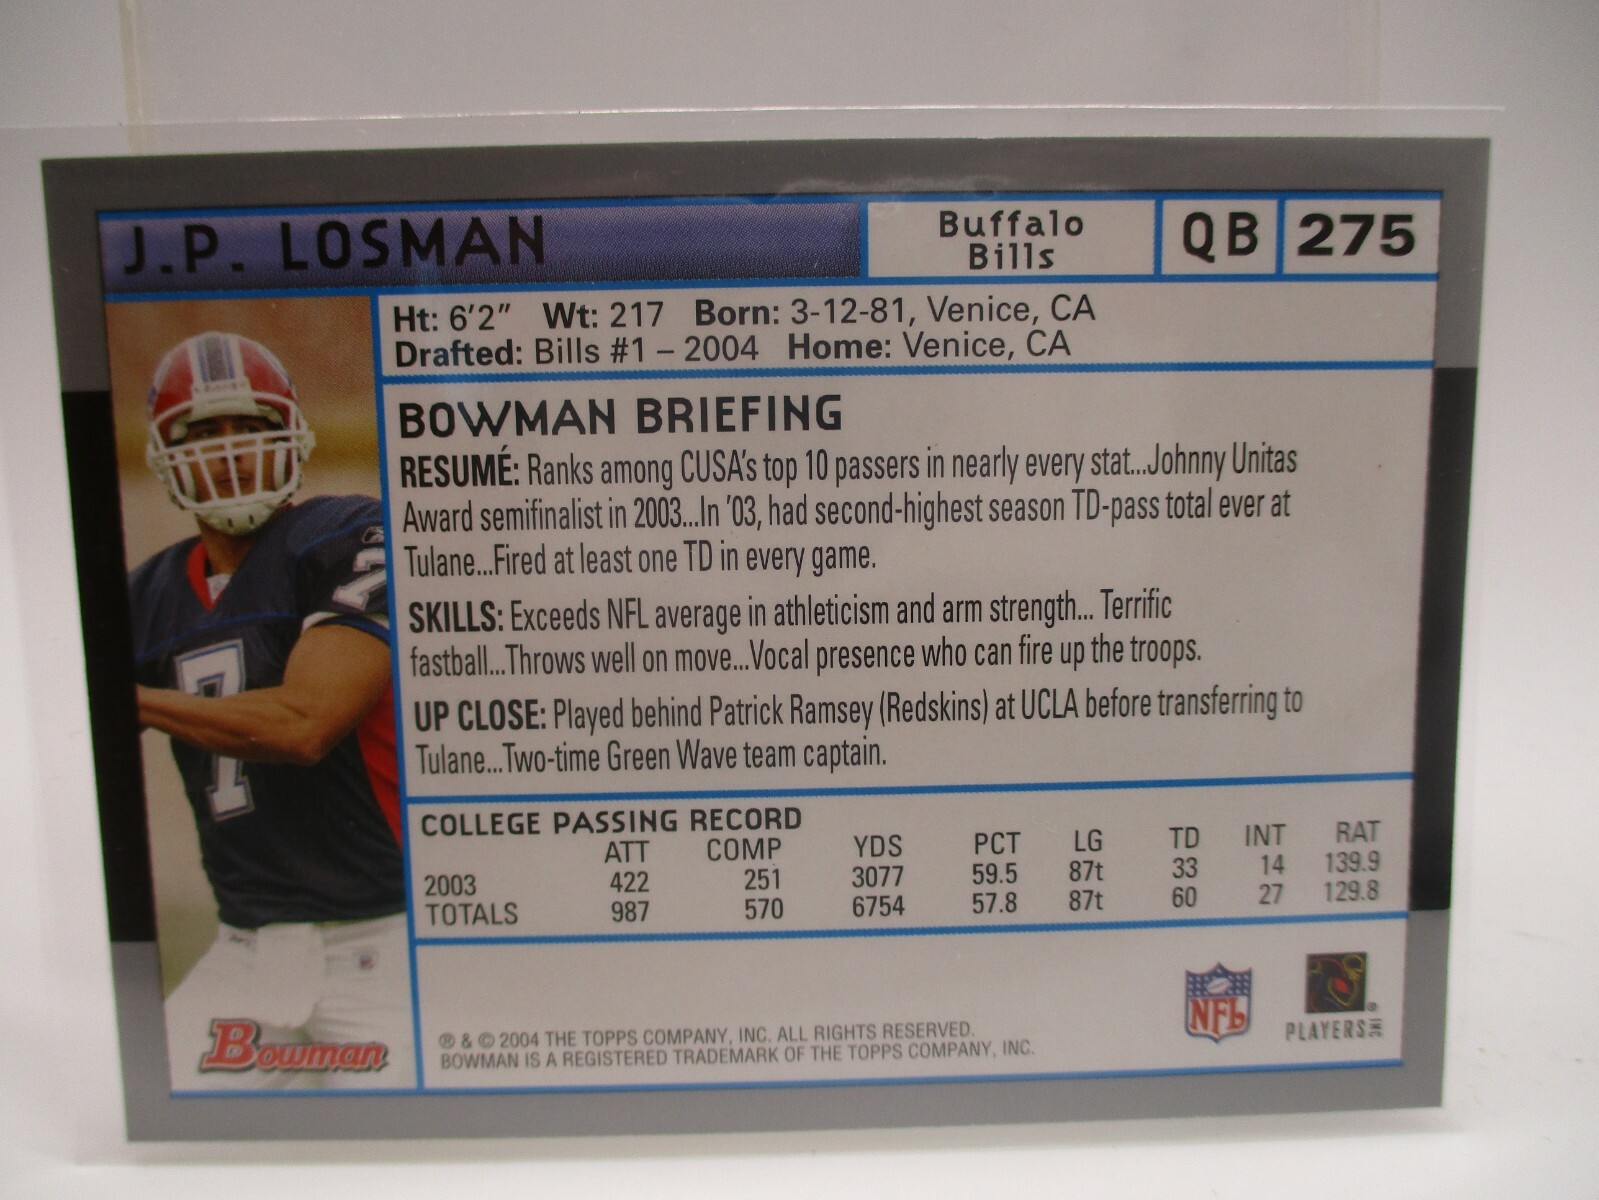 J.P. LOSMAN
Buffalo
Bills
QB
275
Ht: 6'2" Wt: 217 Born: 3-12-81, Venice, CA
Drafted: Bills #1 – 2004 Home: Venice, CA
BOWMAN BRIEFING
RESUMÉ: Ranks among CUSA's top 10 passers in nearly every stat...Johnny Unitas
Award semifinalist in 2003...In '03, had second-highest season TD-pass total ever at
Tulane...Fired at least one TD in every game.
SKILLS: Exceeds NFL average in athleticism and arm strength... Terrific
fastball...Throws well on move...Vocal presence who can fire up the troops.
UP CLOSE: Played behind Patrick Ramsey (Redskins) at UCLA before transferring to
Tulane...Two-time Green Wave team captain.
COLLEGE PASSING RECORD
ATT COMP YDS PCT LG TD INT RAT
2003 422 251 3077 59.5 87t 33 14 139.9
TOTALS 987 570 6754 57.8 87t 60 27 129.8
7
7
Bowman
® & © 2004 THE TOPPS COMPANY, INC. ALL RIGHTS RESERVED.
BOWMAN IS A REGISTERED TRADEMARK OF THE TOPPS COMPANY, INC.
NFL
PLAYERS INC